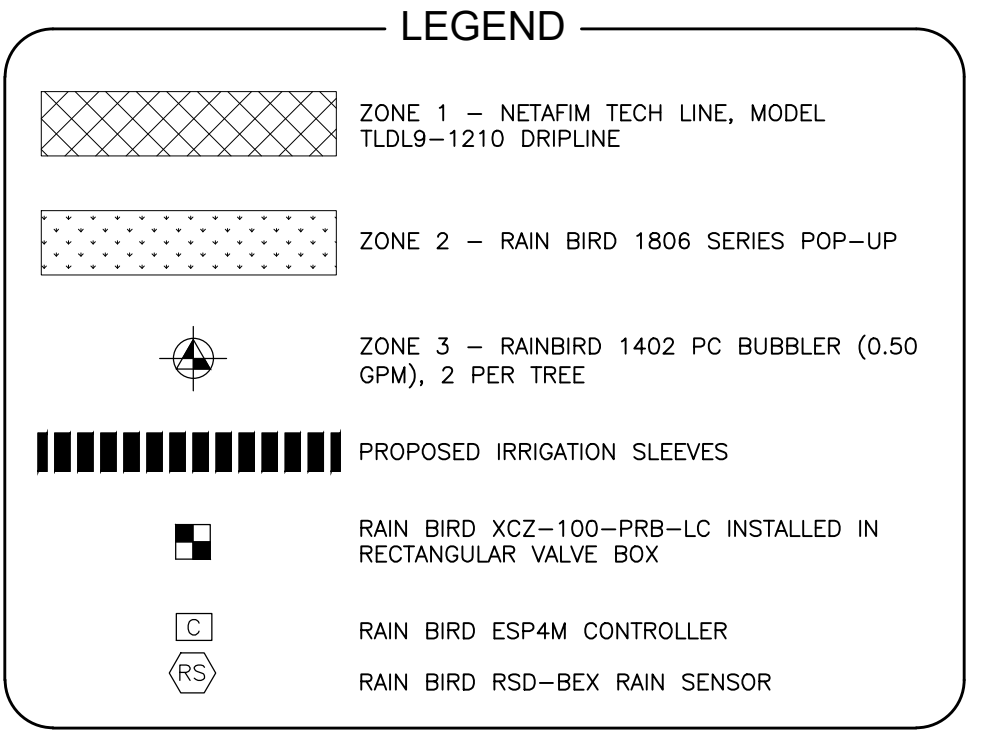 LEGEND
ZONE 1 – NETAFIM TECH LINE, MODEL
TLDL9–1210 DRIPLINE
ZONE 2 – RAIN BIRD 1806 SERIES POP–UP
ZONE 3 – RAINBIRD 1402 PC BUBBLER (0.50
GPM), 2 PER TREE
PROPOSED IRRIGATION SLEEVES
RAIN BIRD XCZ–100–PRB–LC INSTALLED IN
RECTANGULAR VALVE BOX
C
RAIN BIRD ESP4M CONTROLLER
RS
RAIN BIRD RSD–BEX RAIN SENSOR